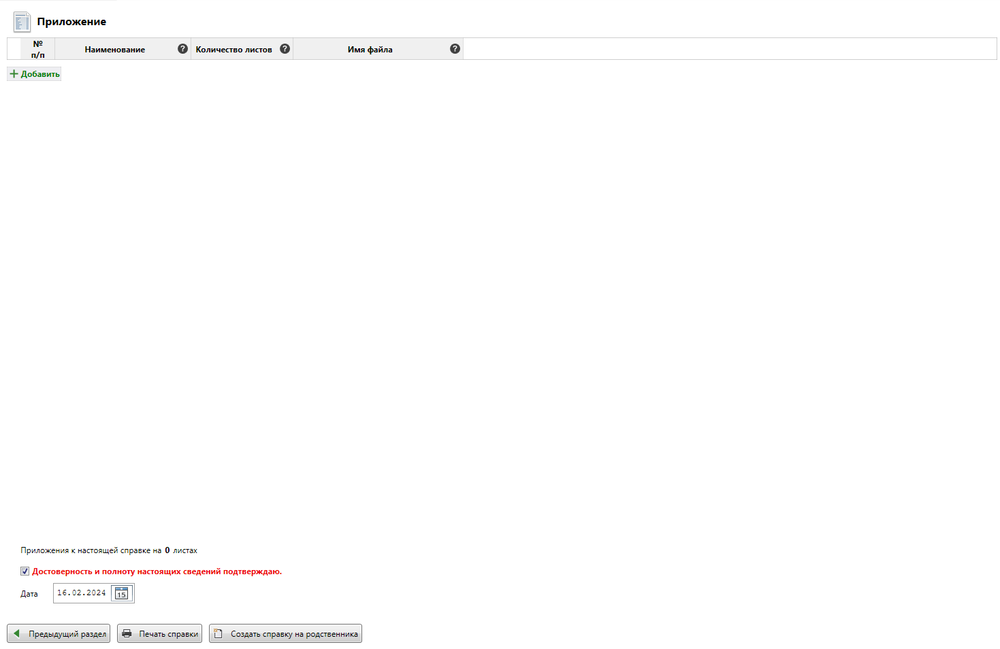 Приложение
№ п/п Наименование ? Количество листов ? Имя файла ?
Добавить
Приложения к настоящей справке на 0 листах
Достоверность и полноту настоящих сведений подтверждаю.
Дата 16.02.2024 15
Предыдущий раздел Печать справки Создать справку на родственника